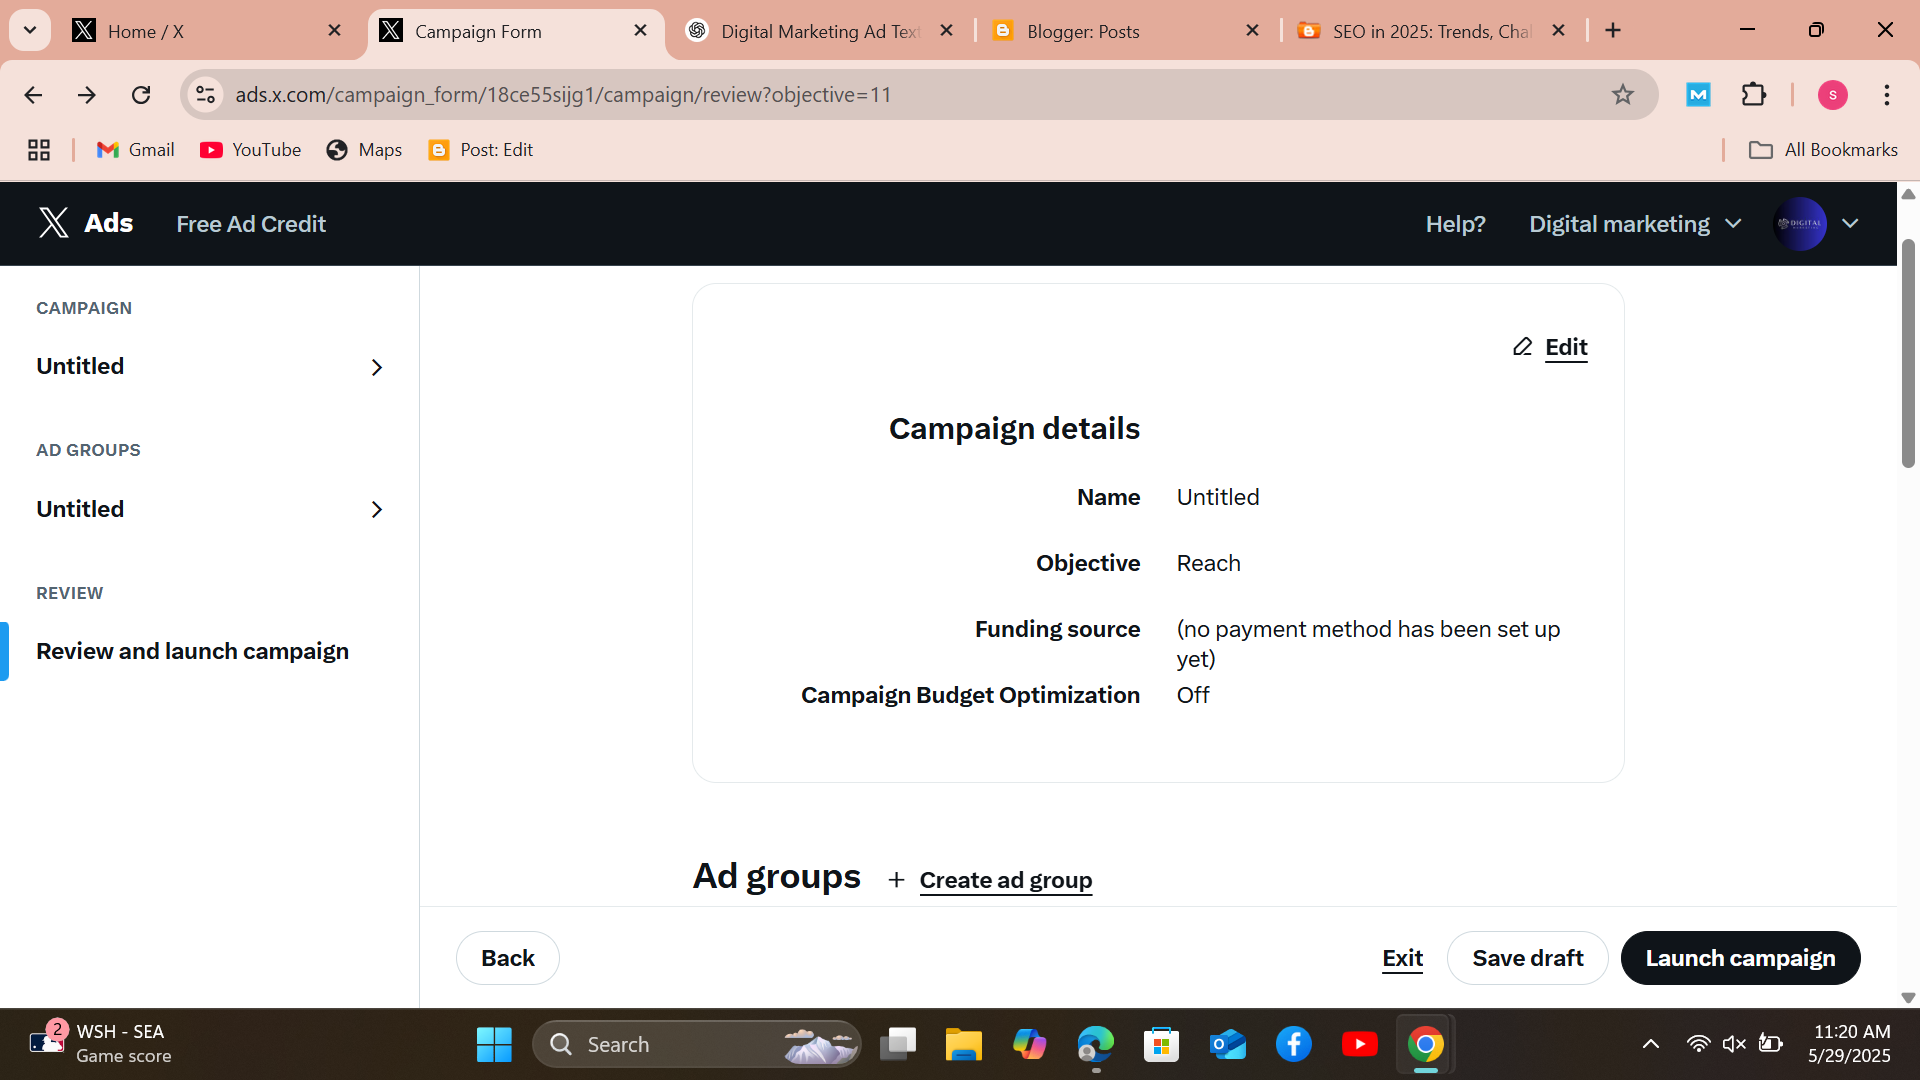 Home / X
Campaign Form
Digital Marketing Ad Tex
Blogger: Posts
SEO in 2025: Trends, Chal
ads.x.com/campaign_form/18ce55sijg1/campaign/review?objective=11
S
Gmail
YouTube
Maps
Post: Edit
All Bookmarks
X Ads
Free Ad Credit
Help?
Digital marketing
DIGITAL
CAMPAIGN
Untitled
AD GROUPS
Untitled
REVIEW
Review and launch campaign
Edit
Campaign details
Name
Untitled
Objective
Reach
Funding source
(no payment method has been set up
yet)
Campaign Budget Optimization
Off
Ad groups
+ Create ad group
Back
Exit
Save draft
Launch campaign
2
WSH - SEA
Game score
Search
11:20 AM
5/29/2025